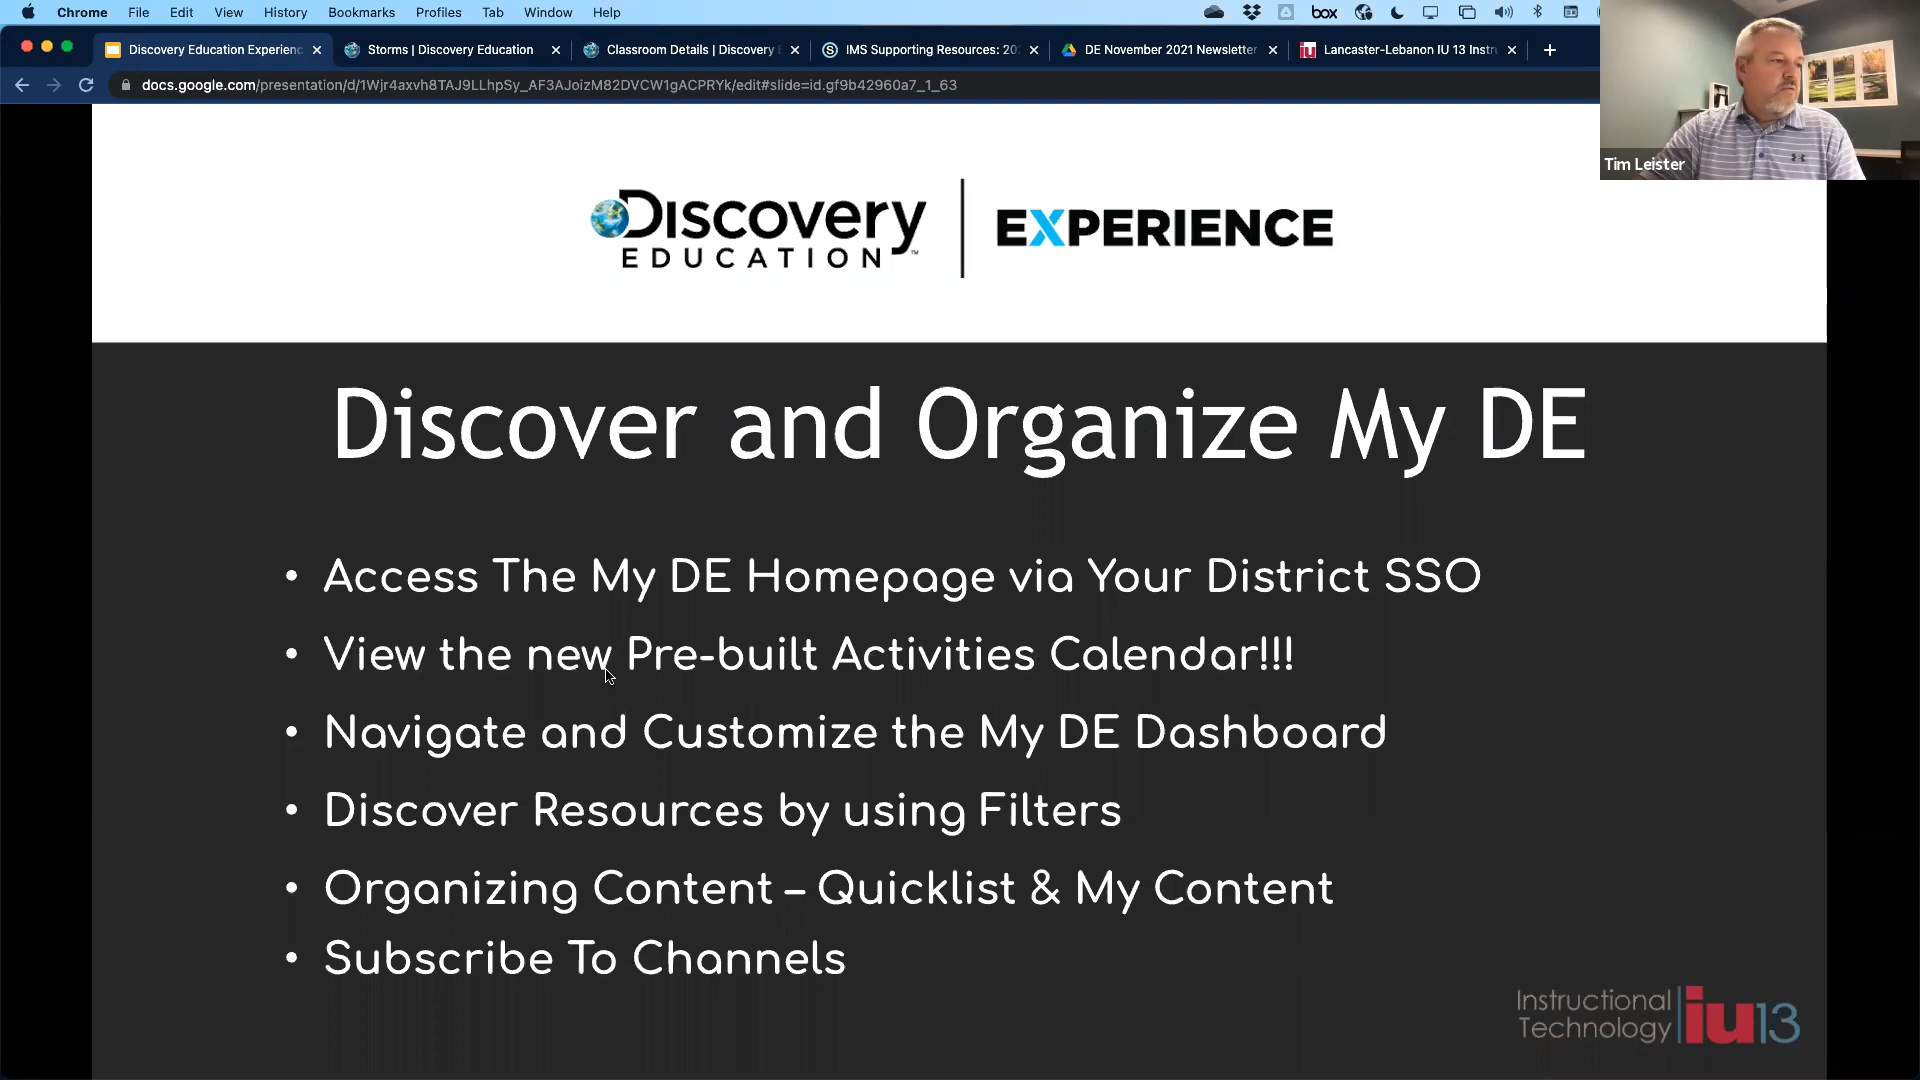 Chrome File Edit View History Bookmarks Profiles Tab Window Help box
Discovery Education Experienc Storms | Discovery Education Classroom Details | Discovery IMS Supporting Resources: 20 DE November 2021 Newsletter Lancaster-Lebanon IU 13 Instru
docs.google.com/presentation/d/1Wjr4axvh8TAJ9LLhpSy_AF3AJoizM82DVCW1gACPRYk/edit#slide=id.gf9b42960a7_1_63
Tim Leister
Discovery
EDUCATION™
EXPERIENCE
Discover and Organize My DE
• Access The My DE Homepage via Your District SSO
• View the new Pre-built Activities Calendar!!!
• Navigate and Customize the My DE Dashboard
• Discover Resources by using Filters
• Organizing Content – Quicklist & My Content
• Subscribe To Channels
Instructional
Technology
iu13